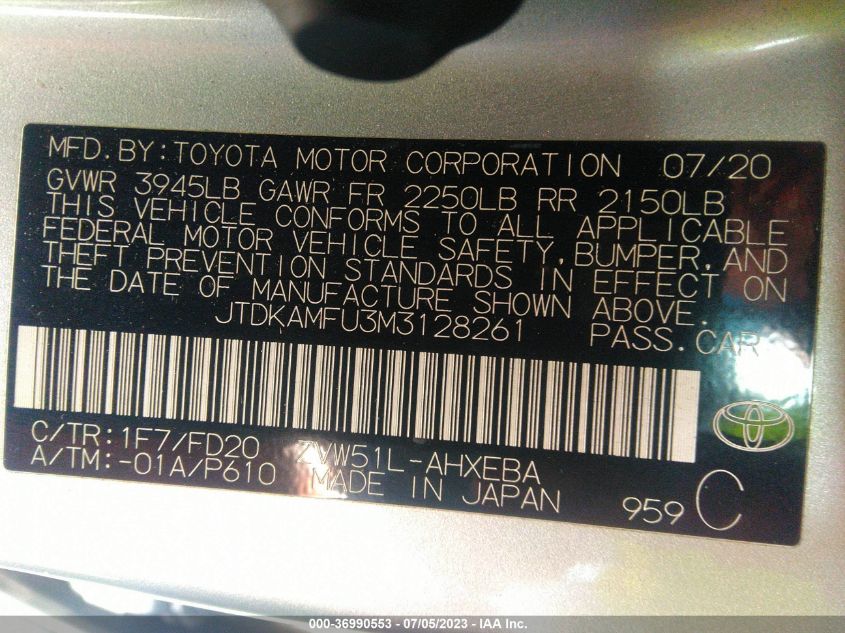 MFD. BY: TOYOTA MOTOR CORPORATION 07/20
GVWR 3945LB GAWR FR 2250LB RR 2150LB
THIS VEHICLE CONFORMS TO ALL APPLICABLE
FEDERAL MOTOR VEHICLE SAFETY, BUMPER, AND
THEFT PREVENTION STANDARDS IN EFFECT ON
THE DATE OF MANUFACTURE SHOWN ABOVE.
JTDKAMFU3M3128261 PASS. CAR
C/TR: 1F7/FD20 ZVW51L-AHXEBA
A/TM: -01A/P610 MADE IN JAPAN 959 C
000-36990553 - 07/05/2023 - IAA Inc.